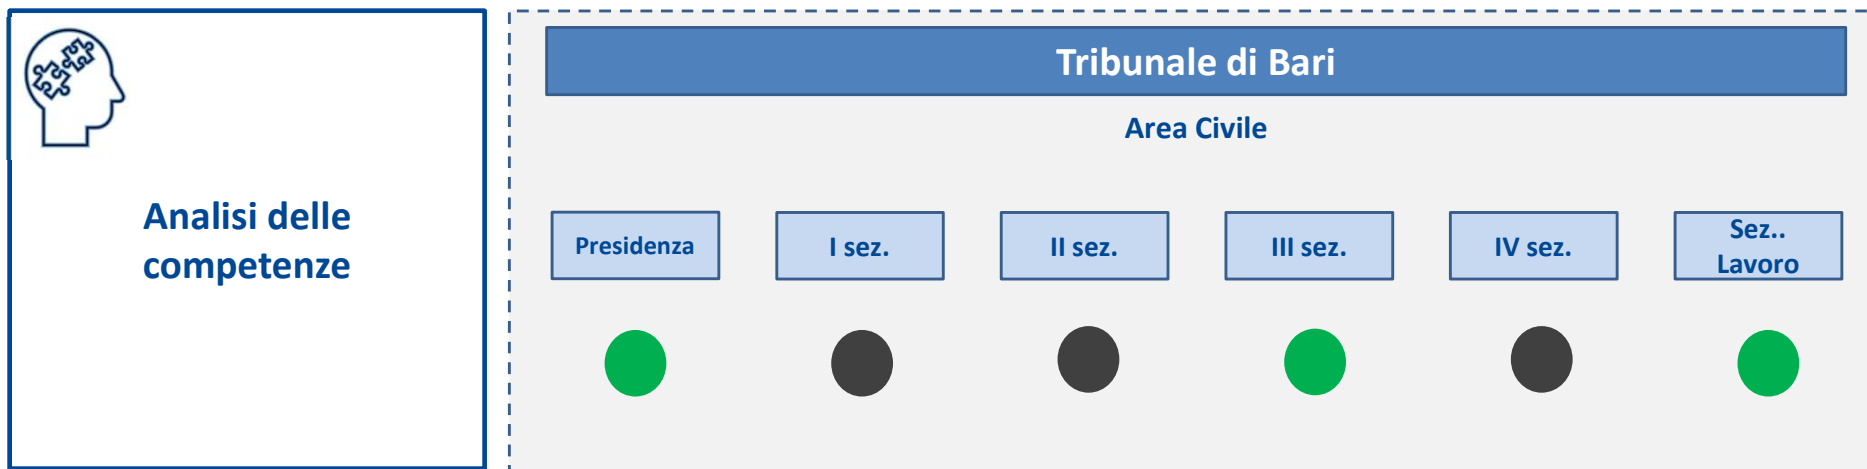 Analisi delle
competenze
Tribunale di Bari
Area Civile
Presidenza
I sez.
II sez.
III sez.
IV sez.
Sez..
Lavoro